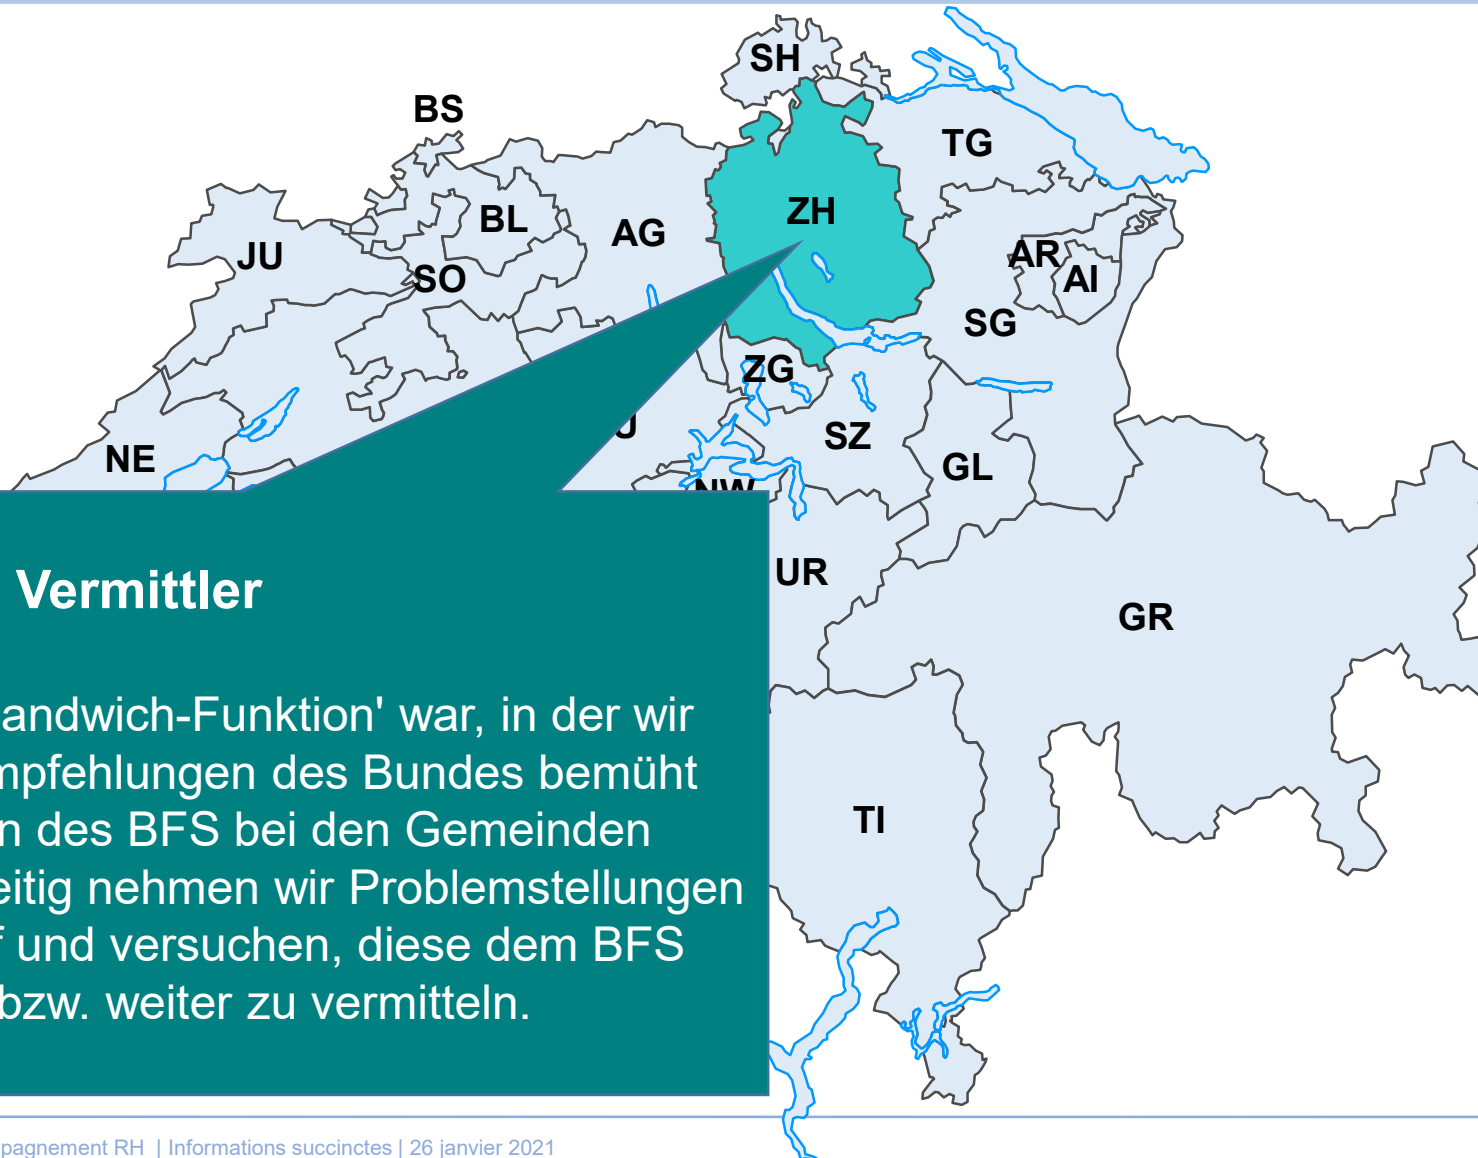 SH
BS
TG
ZH
BL
AG
JU
AR
SO
AI
SG
ZG
U
SZ
NE
GL
NW
UR
Vermittler
GR
andwich-Funktion' war, in der wir
mpfehlungen des Bundes bemüht
n des BFS bei den Gemeinden
TI
eitig nehmen wir Problemstellungen
f und versuchen, diese dem BFS
bzw. weiter zu vermitteln.
pagnement RH | Informations succinctes | 26 janvier 2021